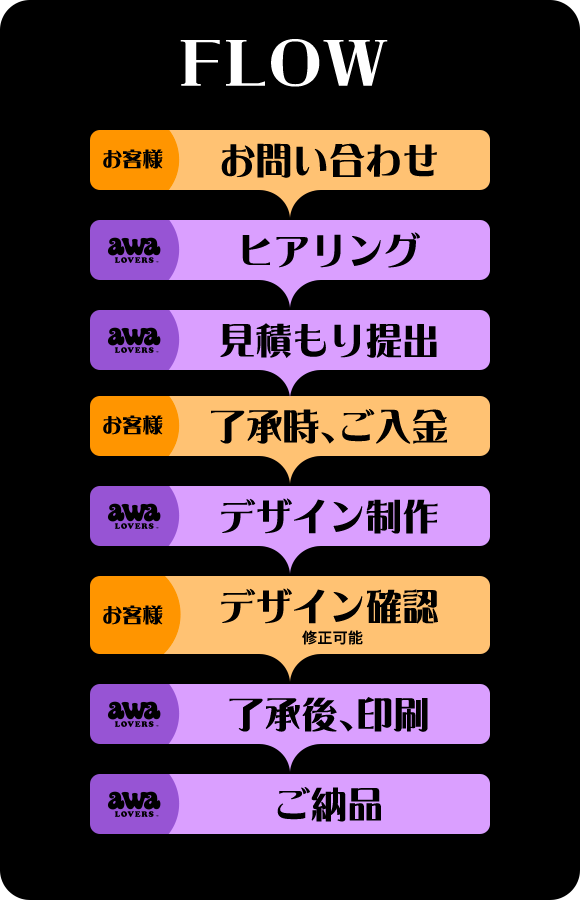 FLOW
お客様
お問い合わせ
awa
LOVERS
ヒアリング
awa
LOVERS
見積もり提出
お客様
了承時、ご入金
awa
LOVERS
デザイン制作
お客様
デザイン確認
修正可能
awa
LOVERS
了承後、印刷
awa
LOVERS
ご納品